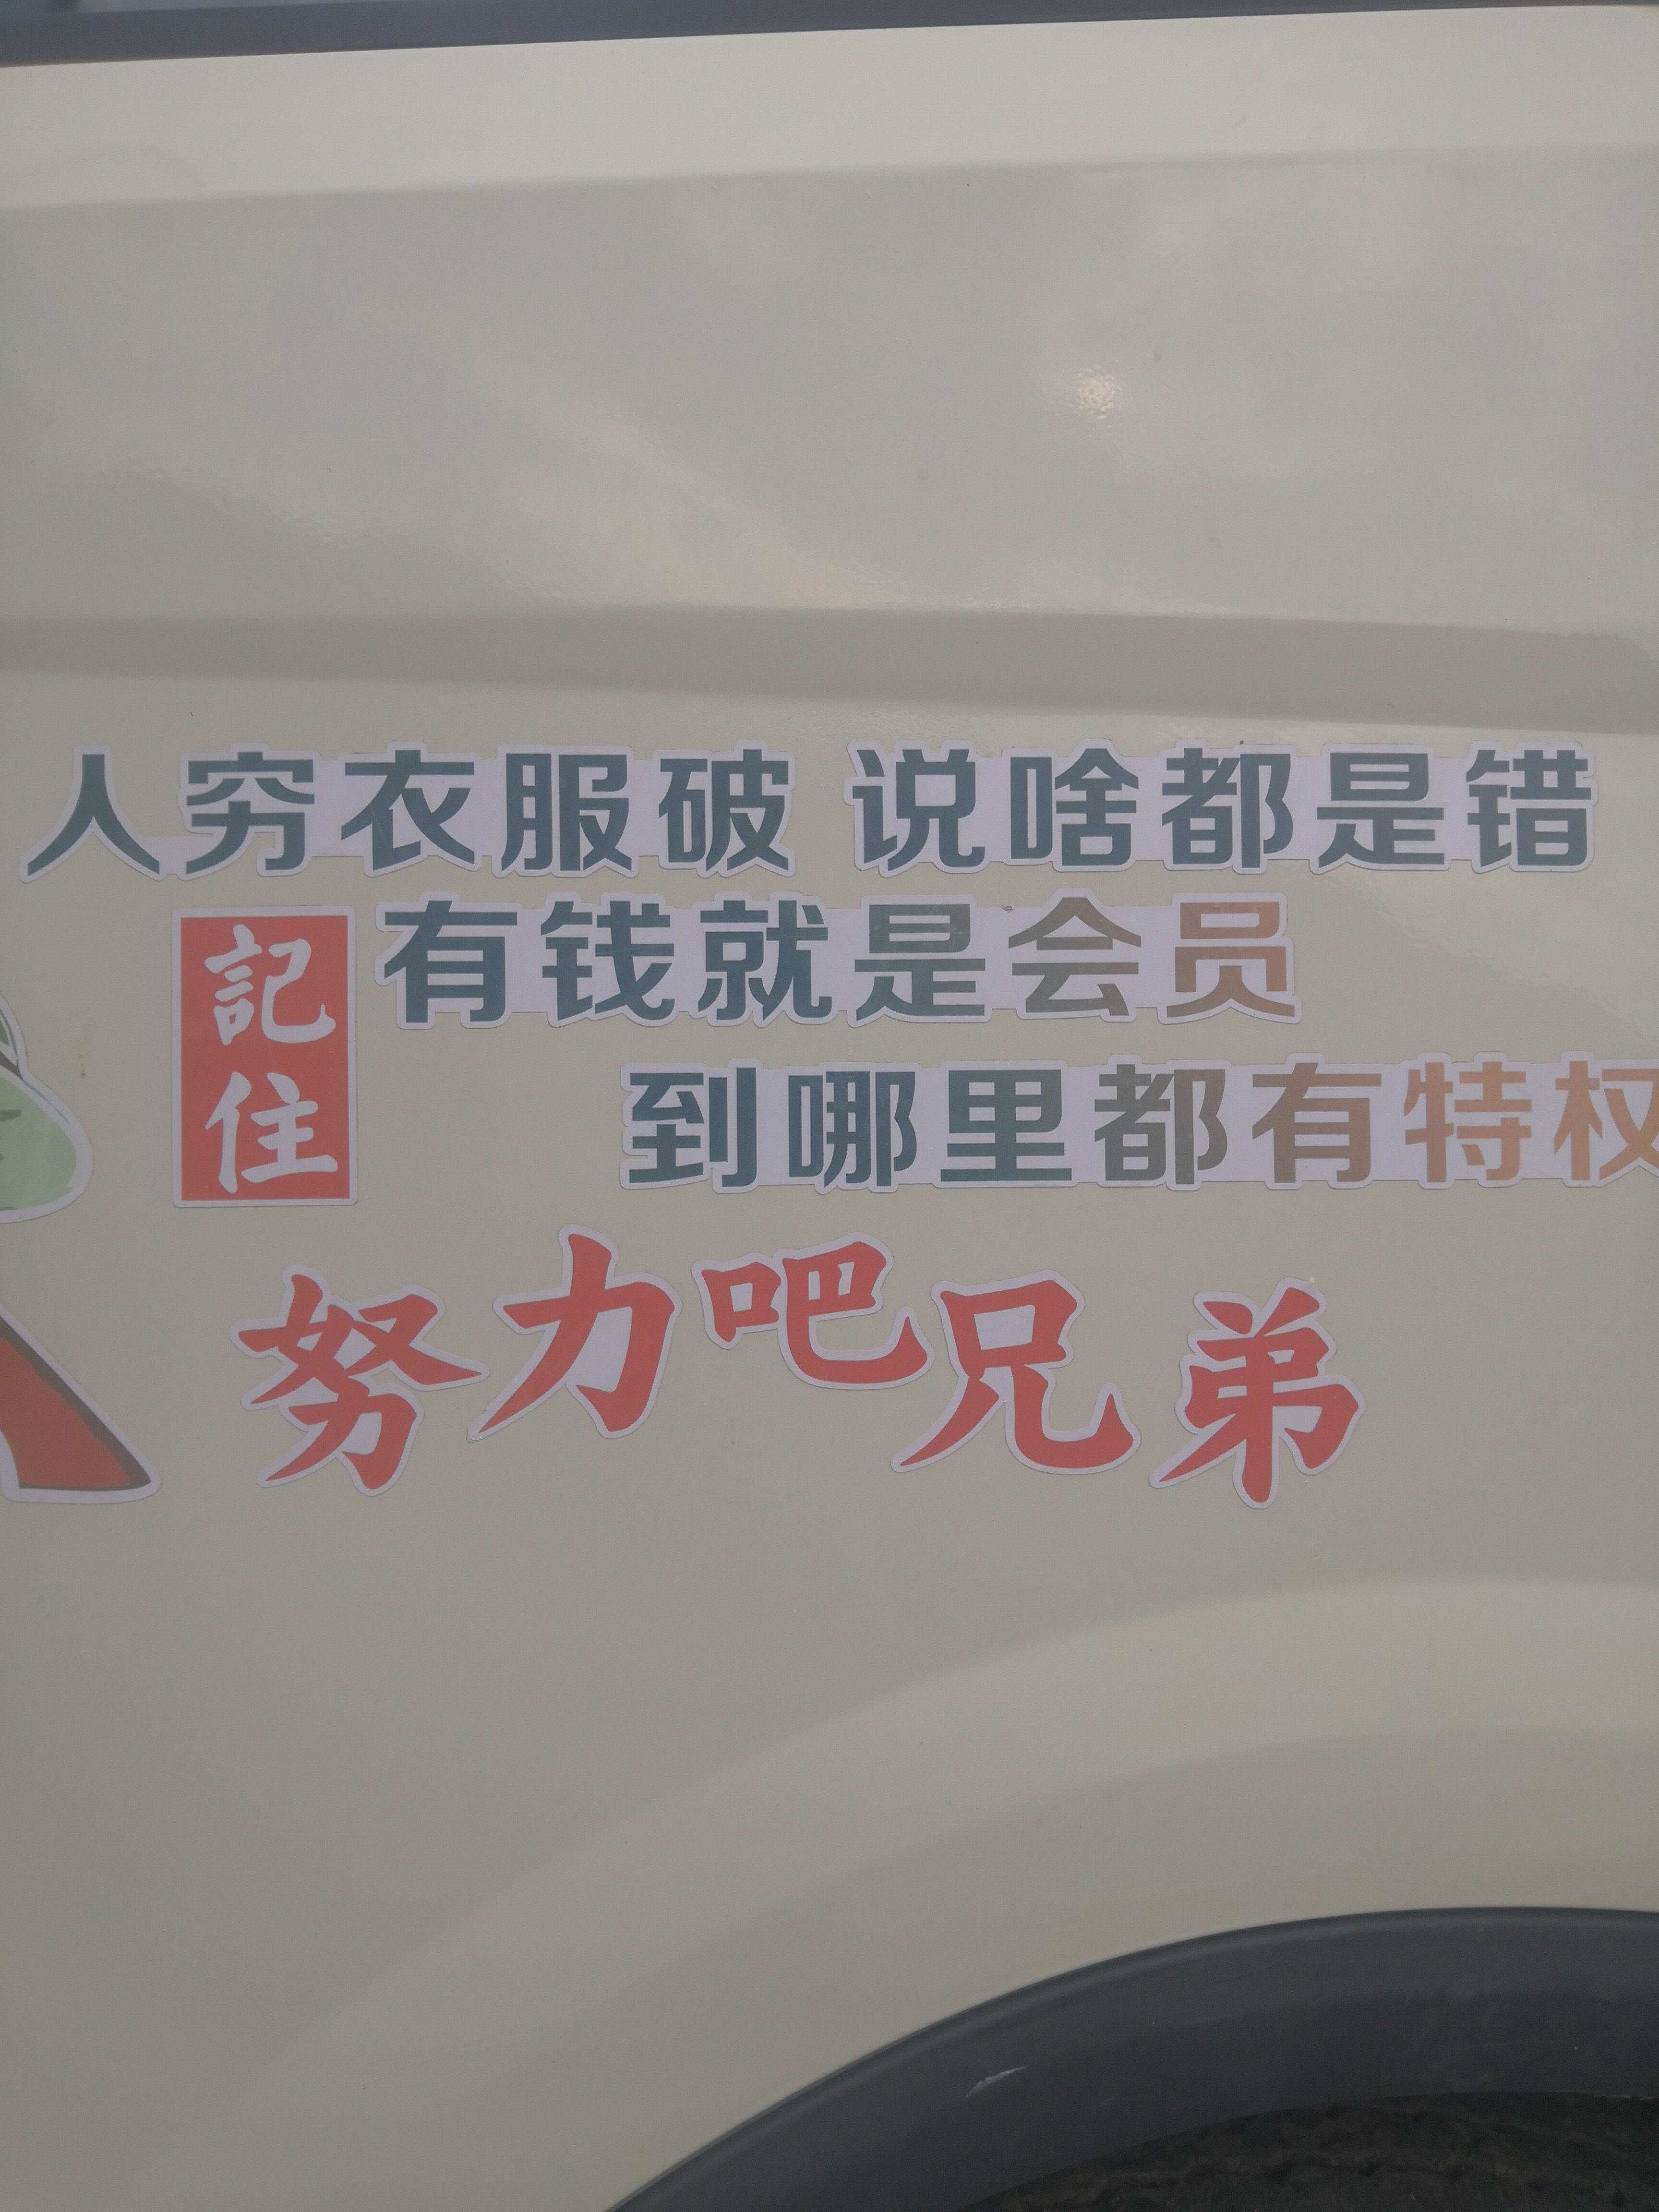 人穷衣服破 说啥都是错
記住
有钱就是会员
到哪里都有特权
努力吧兄弟